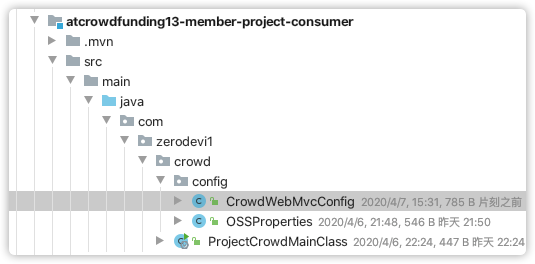 atcrowdfunding13-member-project-consumer
.mvn
src
main
java
com
zerodevi1
crowd
config
CrowdWebMvcConfig 2020/4/7, 15:31, 785 B 片刻之前
OSSProperties 2020/4/6, 21:48, 546 B 昨天 21:50
ProjectCrowdMainClass 2020/4/6, 22:24, 447 B 昨天 22:24